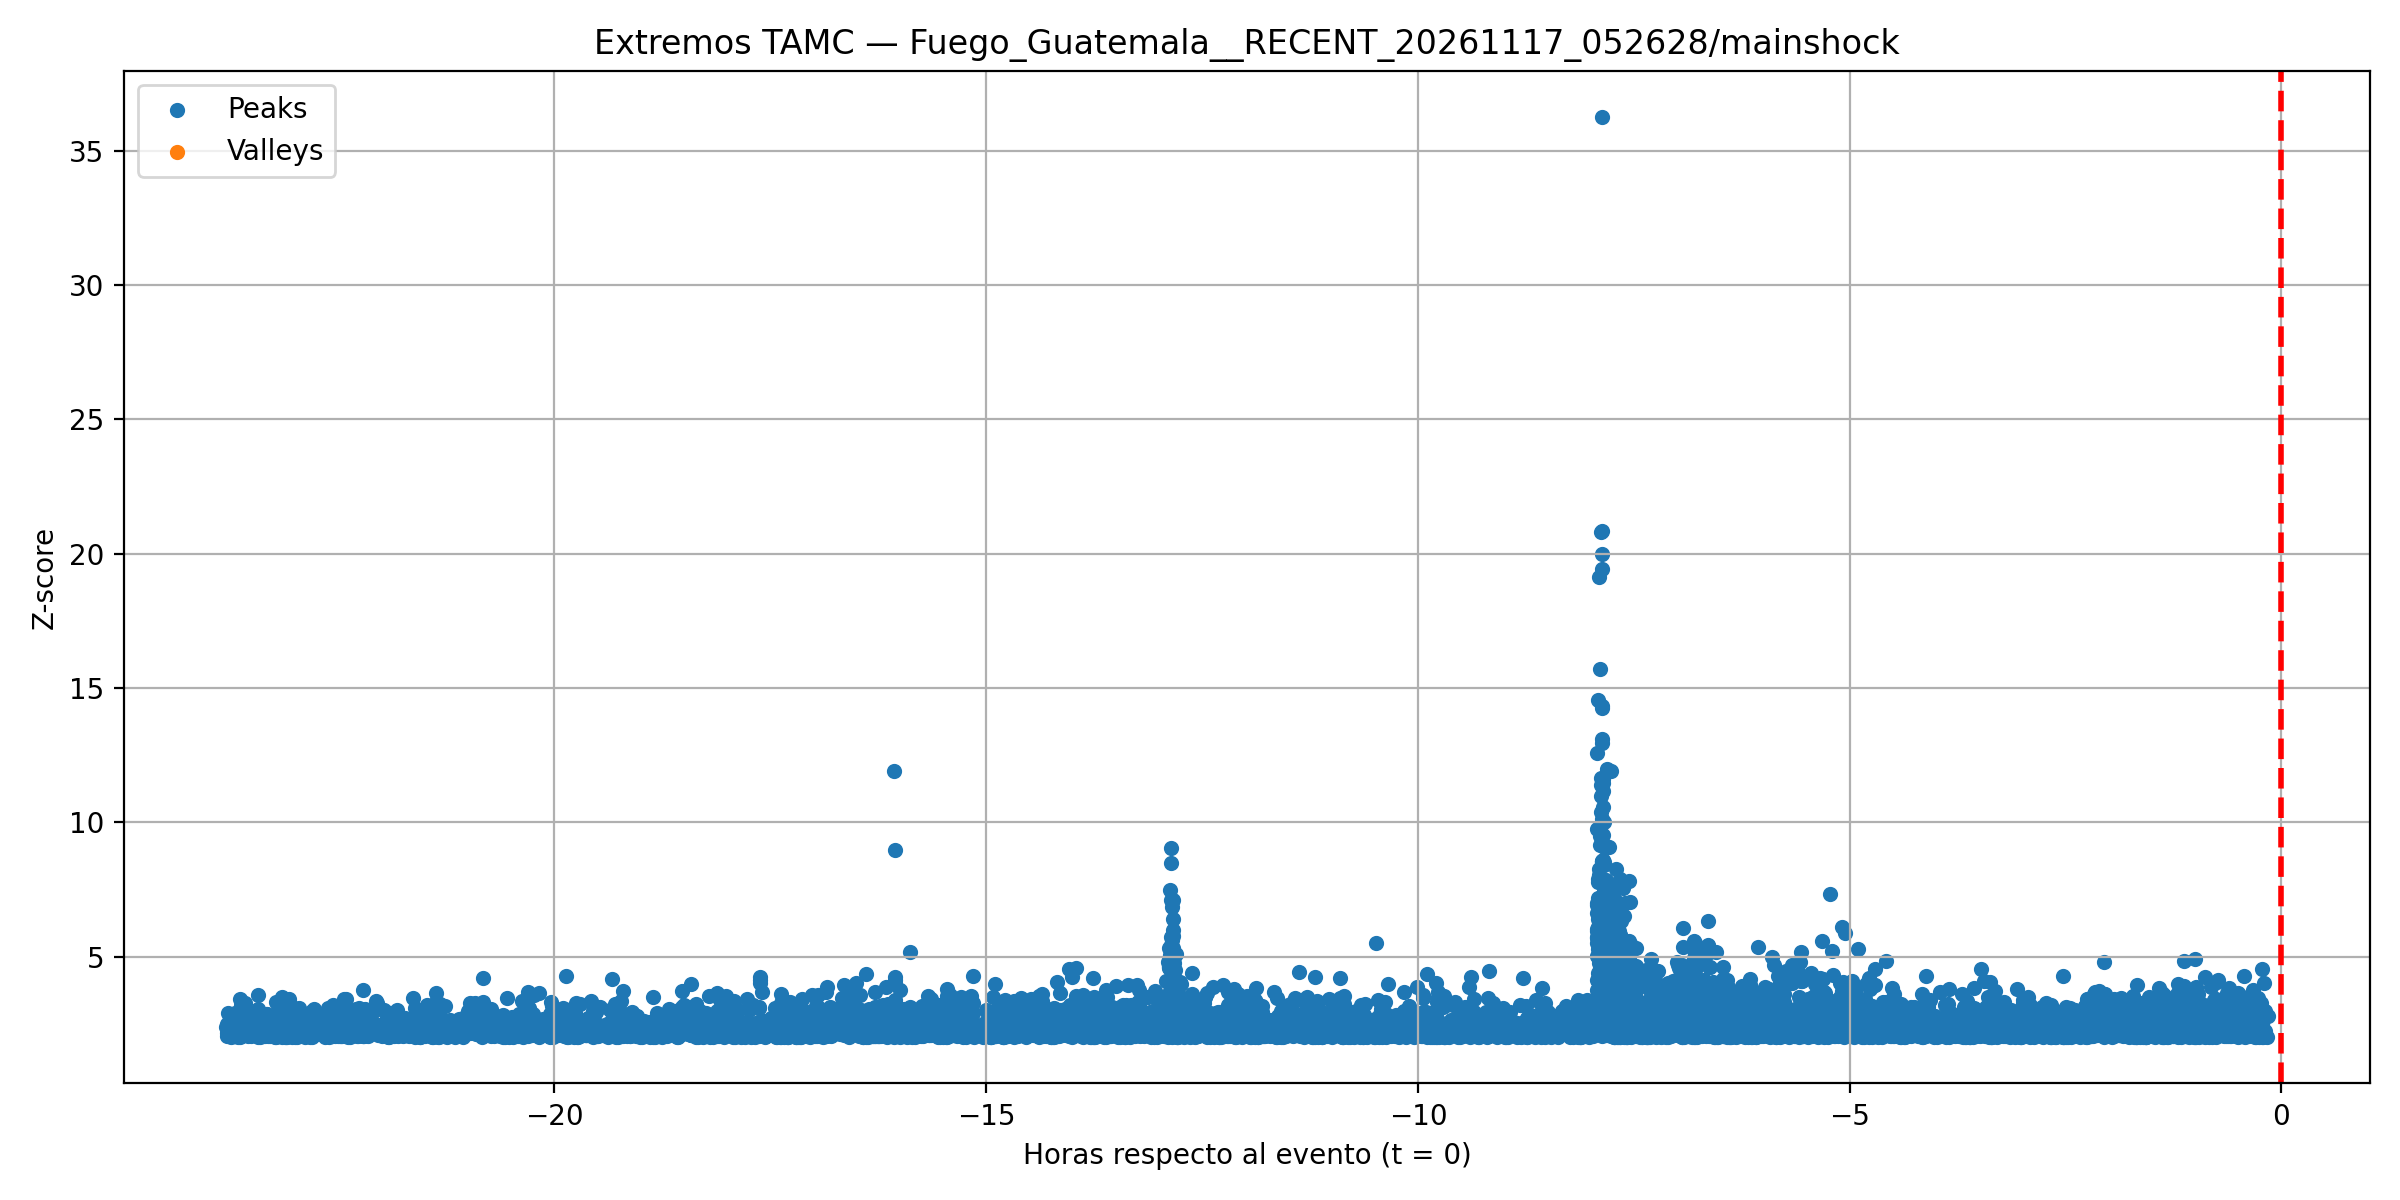 Extremos TAMC — Fuego_Guatemala__RECENT_20261117_052628/mainshock
Peaks
Valleys
35
30
25
20
15
10
5
Z-score
−20
−15
−10
−5
0
Horas respecto al evento (t = 0)